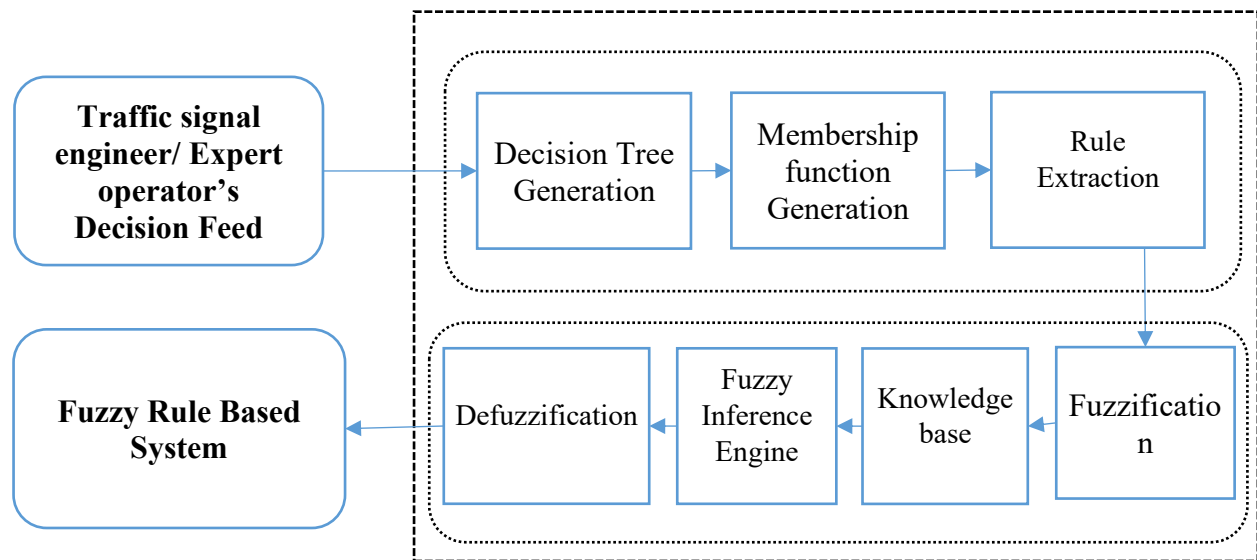 Traffic signal
engineer/ Expert
operator’s
Decision Feed
Decision Tree
Generation
Membership
function
Generation
Rule
Extraction
Fuzzificatio
n
Knowledge
base
Fuzzy
Inference
Engine
Defuzzification
Fuzzy Rule Based
System